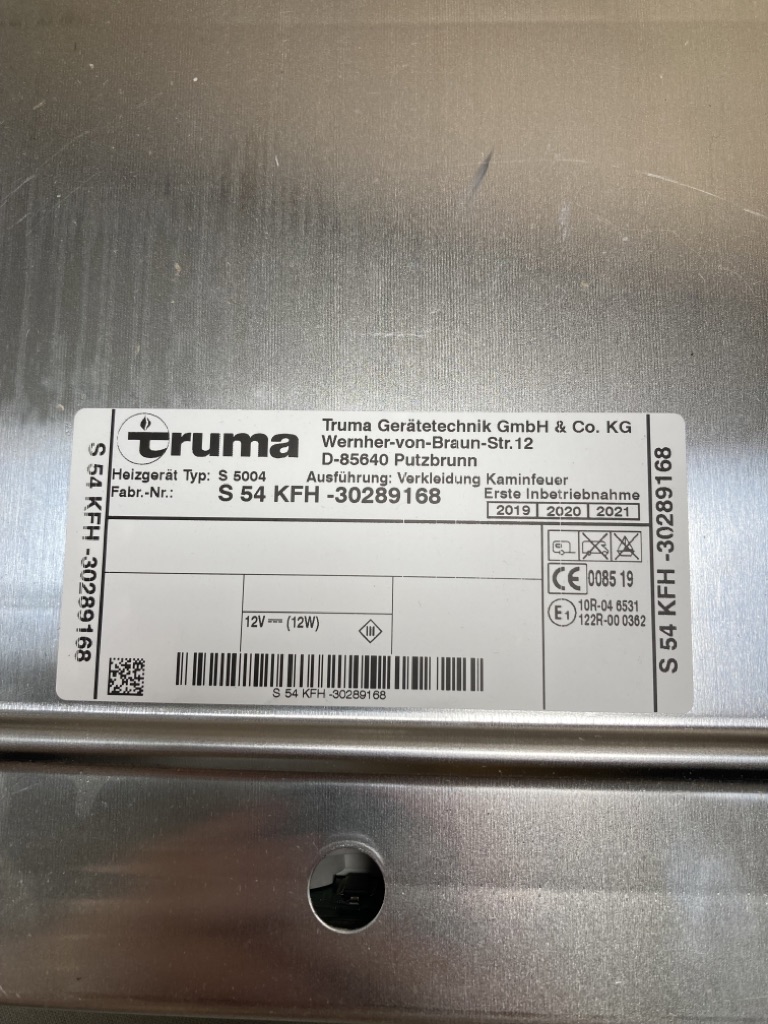 truma
Truma Gerätetechnik GmbH & Co. KG
Wernher-von-Braun-Str.12
D-85640 Putzbrunn
Heizgerät Typ: S 5004 Ausführung: Verkleidung Kaminfeuer
Fabr.-Nr.: S 54 KFH -30289168
Erste Inbetriebnahme
2019 2020 2021
S 54 KFH -30289168
S 54 KFH -30289168
CE 0085 19
E1 10R-04 6531
122R-00 0362
12V (12W)
III
S 54 KFH -30289168